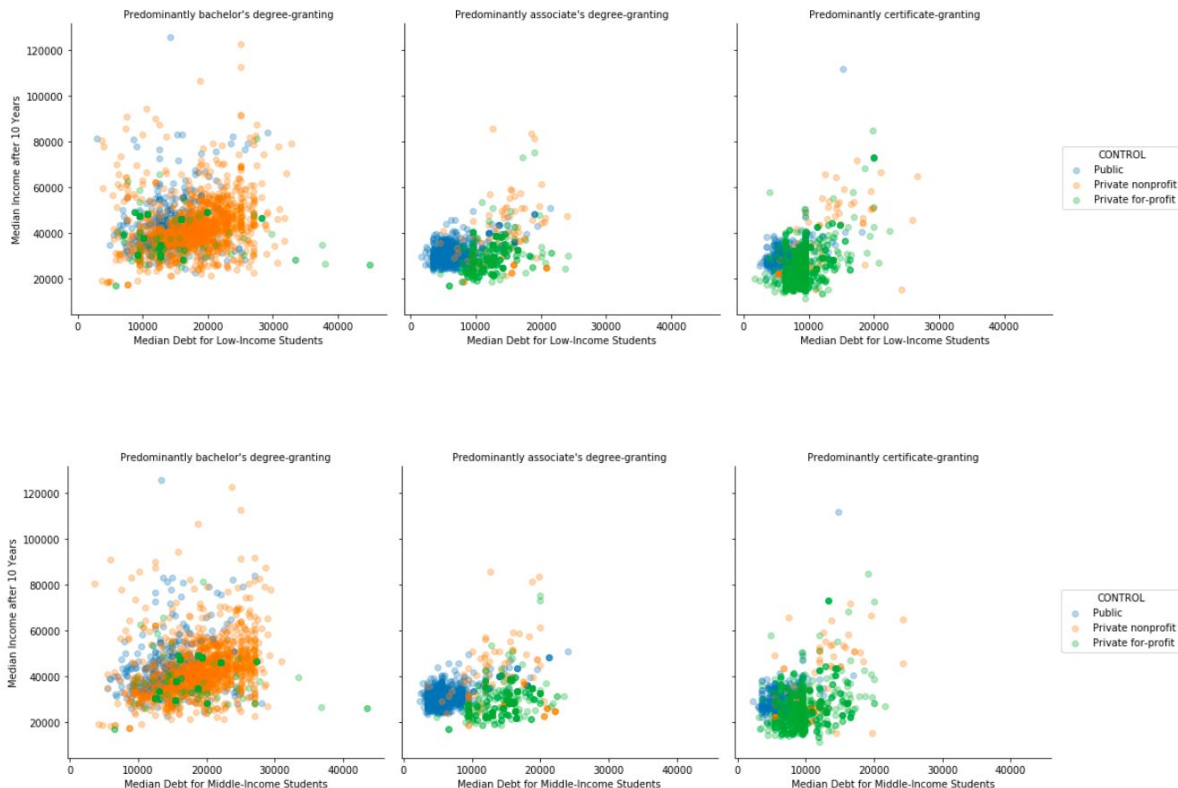 Predominantly bachelor's degree-granting
Predominantly associate's degree-granting
Predominantly certificate-granting
Median Income after 10 Years
120000
100000
80000
60000
40000
20000
0 10000 20000 30000 40000
0 10000 20000 30000 40000
0 10000 20000 30000 40000
Median Debt for Low-Income Students
Median Debt for Low-Income Students
Median Debt for Low-Income Students
CONTROL
Public
Private nonprofit
Private for-profit
Predominantly bachelor's degree-granting
Predominantly associate's degree-granting
Predominantly certificate-granting
Median Income after 10 Years
120000
100000
80000
60000
40000
20000
0 10000 20000 30000 40000
0 10000 20000 30000 40000
0 10000 20000 30000 40000
Median Debt for Middle-Income Students
Median Debt for Middle-Income Students
Median Debt for Middle-Income Students
CONTROL
Public
Private nonprofit
Private for-profit